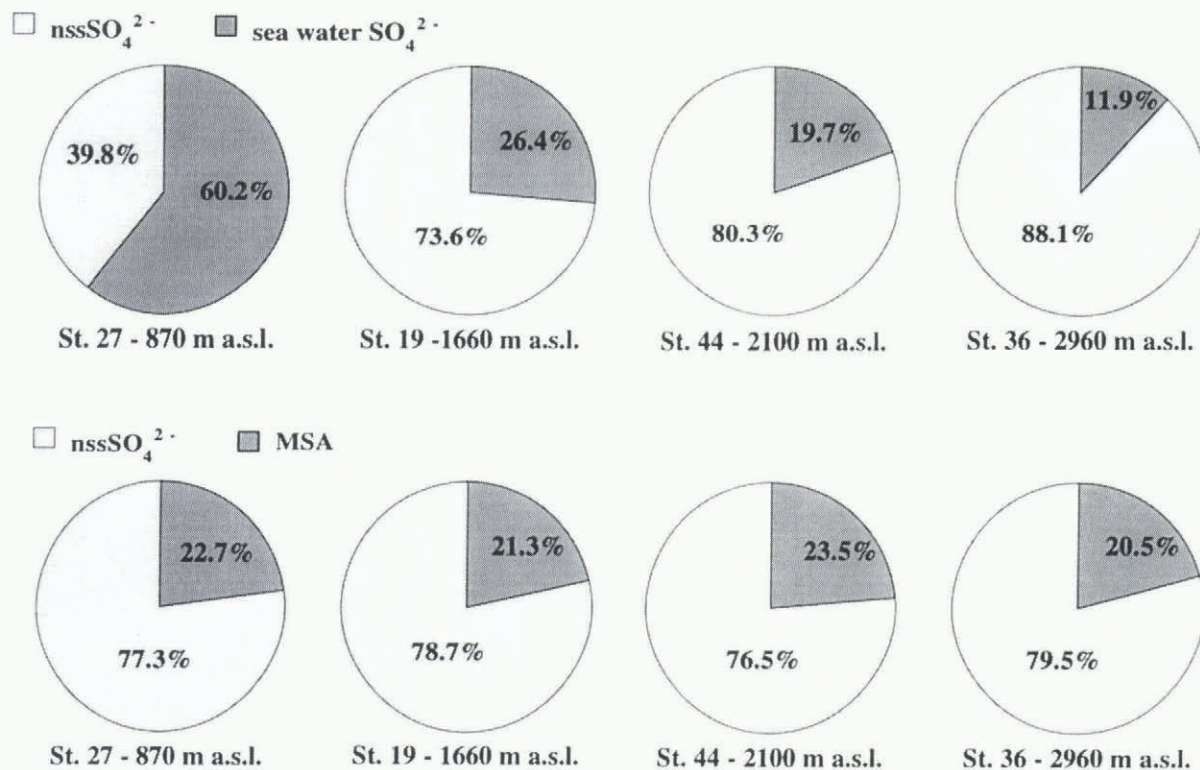 nssSO₄²⁻ sea water SO₄²⁻
39.8% 60.2% 26.4% 73.6% 19.7% 80.3% 11.9% 88.1%
St. 27 - 870 m a.s.l. St. 19 -1660 m a.s.l. St. 44 - 2100 m a.s.l. St. 36 - 2960 m a.s.l.
nssSO₄²⁻ MSA
22.7% 77.3% 21.3% 78.7% 23.5% 76.5% 20.5% 79.5%
St. 27 - 870 m a.s.l. St. 19 - 1660 m a.s.l. St. 44 - 2100 m a.s.l. St. 36 - 2960 m a.s.l.